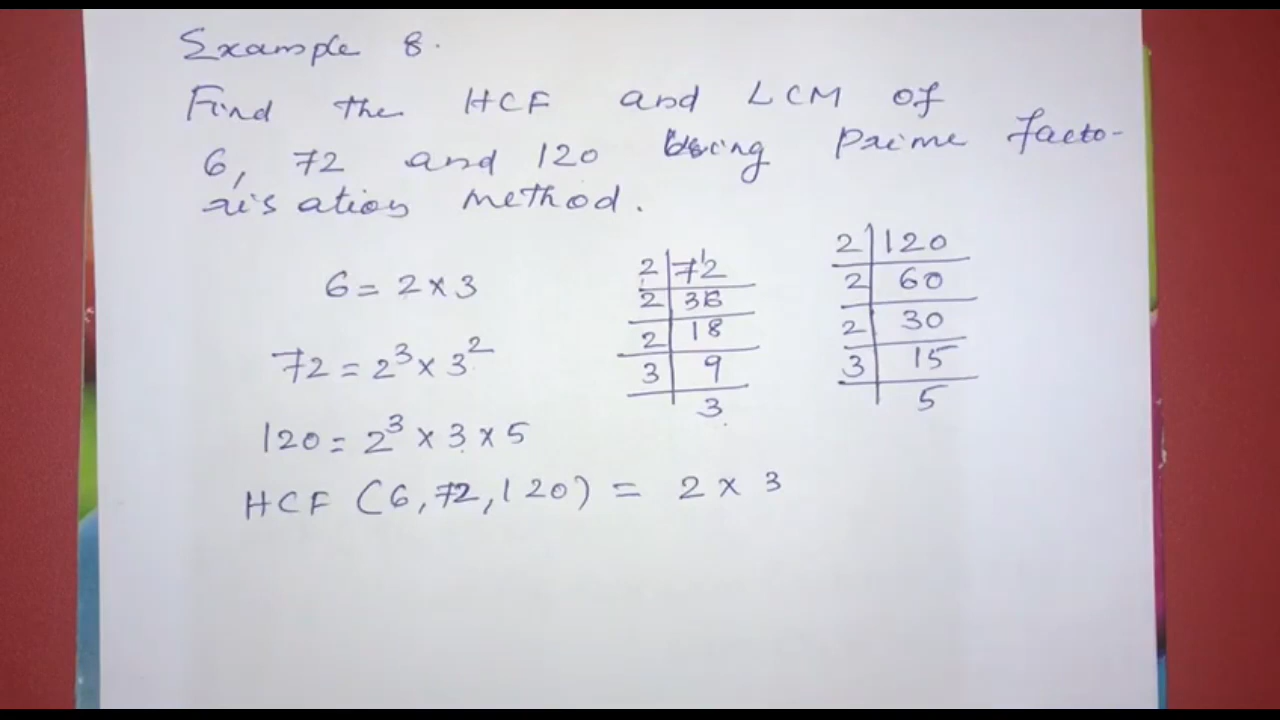 Example 8.
Find the HCF and LCM of
6, 72 and 120 using Prime facto-
risation method.
6 = 2 × 3
72 = 2³ × 3²
120 = 2³ × 3 × 5
HCF (6, 72, 120) = 2 × 3
2 | 72
2 | 36
2 | 18
3 | 9
3
2 | 120
2 | 60
2 | 30
3 | 15
5